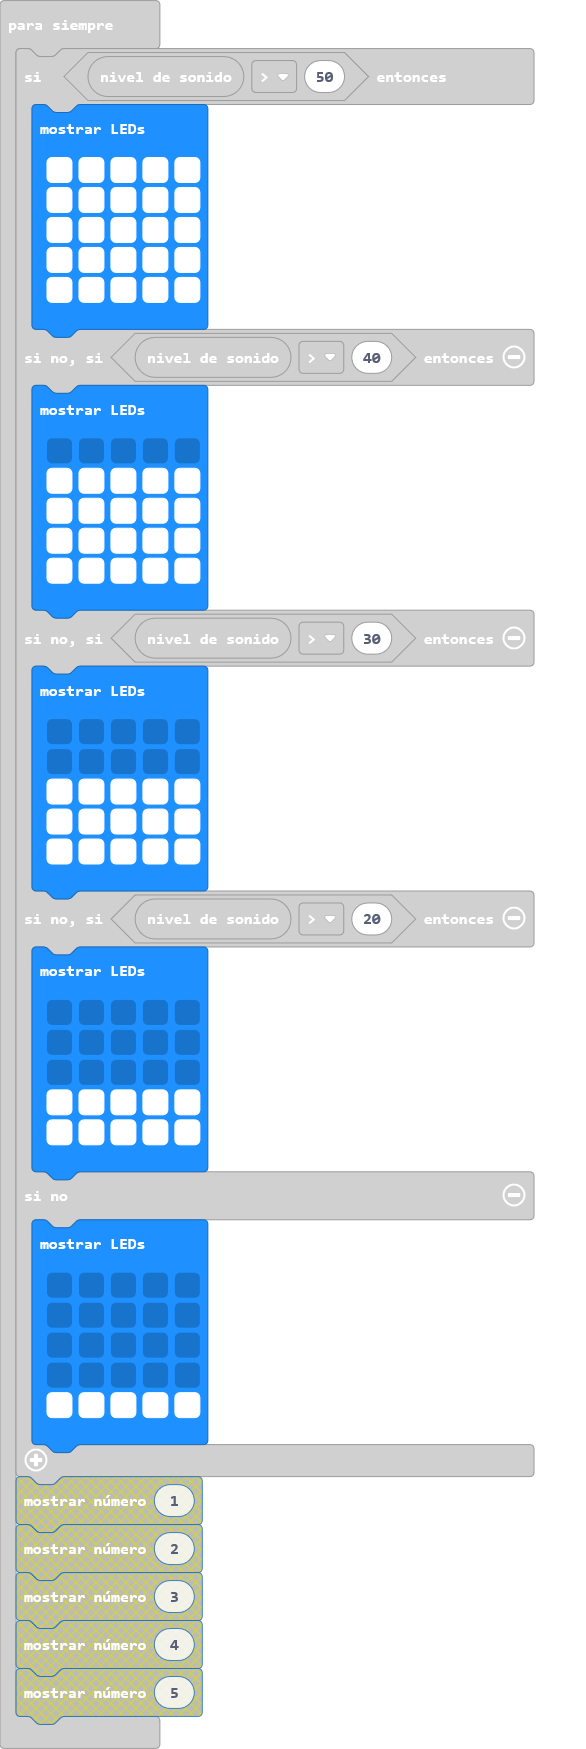 para siempre
si nivel de sonido > 50 entonces
mostrar LEDs
si no, si nivel de sonido > 40 entonces
mostrar LEDs
si no, si nivel de sonido > 30 entonces
mostrar LEDs
si no, si nivel de sonido > 20 entonces
mostrar LEDs
si no
mostrar LEDs
mostrar número 1
mostrar número 2
mostrar número 3
mostrar número 4
mostrar número 5